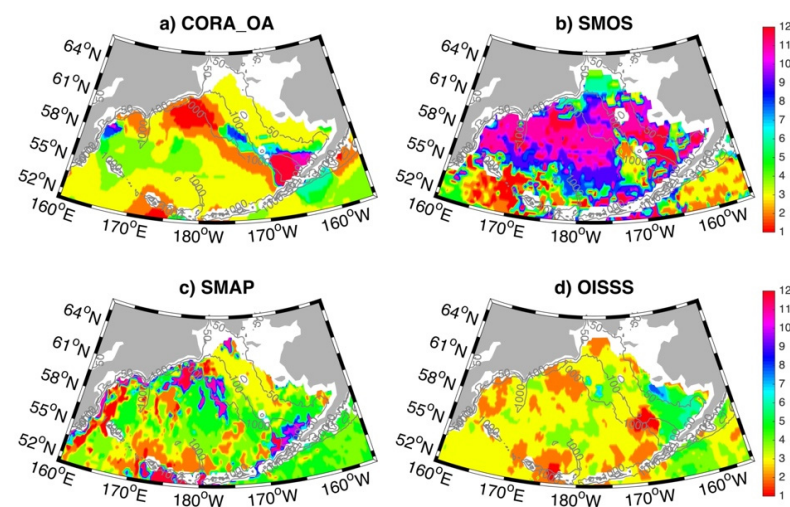 a) CORA_OA
b) SMOS
64°N
61°N
58°N
55°N
52°N
160°E
170°E
180°W
170°W
160°W
64°N
61°N
58°N
55°N
52°N
160°E
170°E
180°W
170°W
160°W
12
11
10
9
8
7
6
5
4
3
2
1
c) SMAP
d) OISSS
64°N
61°N
58°N
55°N
52°N
160°E
170°E
180°W
170°W
160°W
64°N
61°N
58°N
55°N
52°N
160°E
170°E
180°W
170°W
160°W
12
11
10
9
8
7
6
5
4
3
2
1